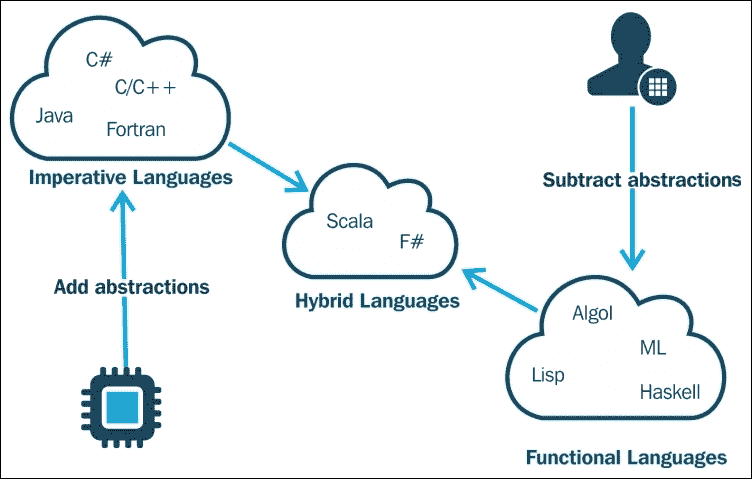 C#
C/C++
Java
Fortran
Imperative Languages
Add abstractions
Scala
F#
Hybrid Languages
Subtract abstractions
Algol
ML
Lisp
Haskell
Functional Languages